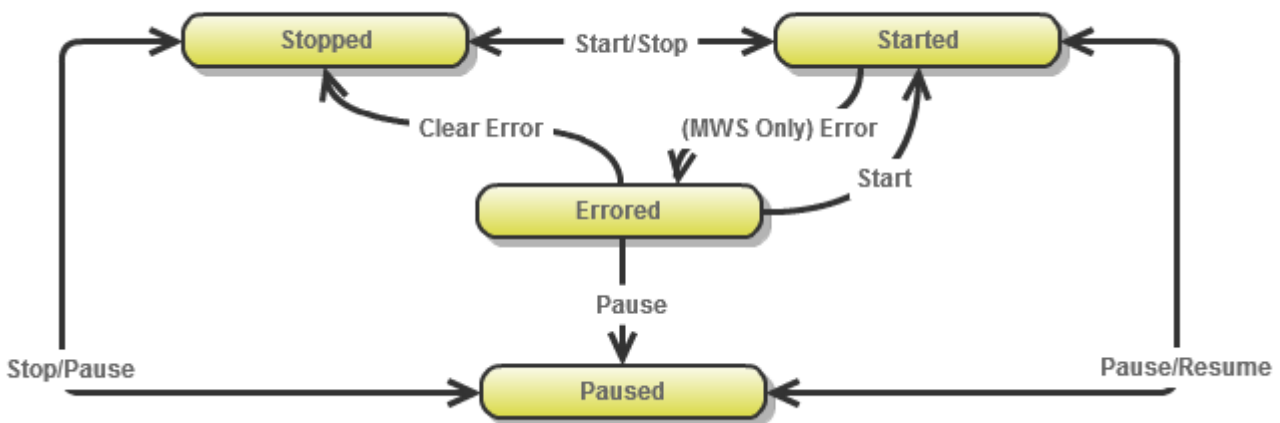 Stopped
Start/Stop
Started
Clear Error
(MWS Only) Error
Start
Errored
Pause
Stop/Pause
Pause/Resume
Paused